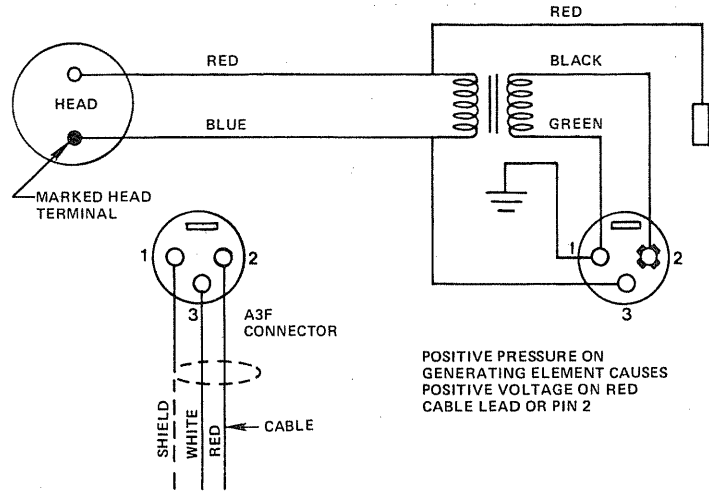 RED
RED
BLACK
HEAD
BLUE
GREEN
MARKED HEAD
TERMINAL
1
2
3
A3F
CONNECTOR
1
2
3
POSITIVE PRESSURE ON
GENERATING ELEMENT CAUSES
POSITIVE VOLTAGE ON RED
CABLE LEAD OR PIN 2
SHIELD
WHITE
RED
CABLE